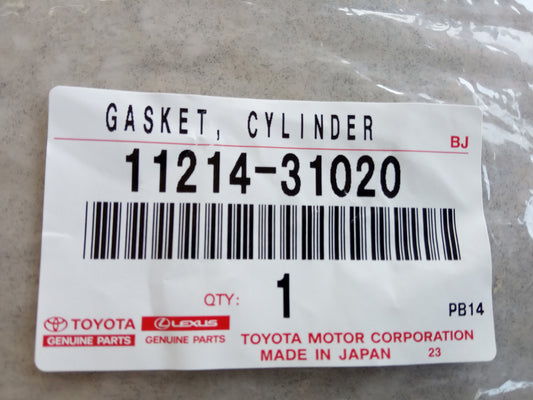 GASKET, CYLINDER
BJ
11214-31020
QTY: 1
PB14
TOYOTA
GENUINE PARTS
LEXUS
GENUINE PARTS
TOYOTA MOTOR CORPORATION
MADE IN JAPAN 23